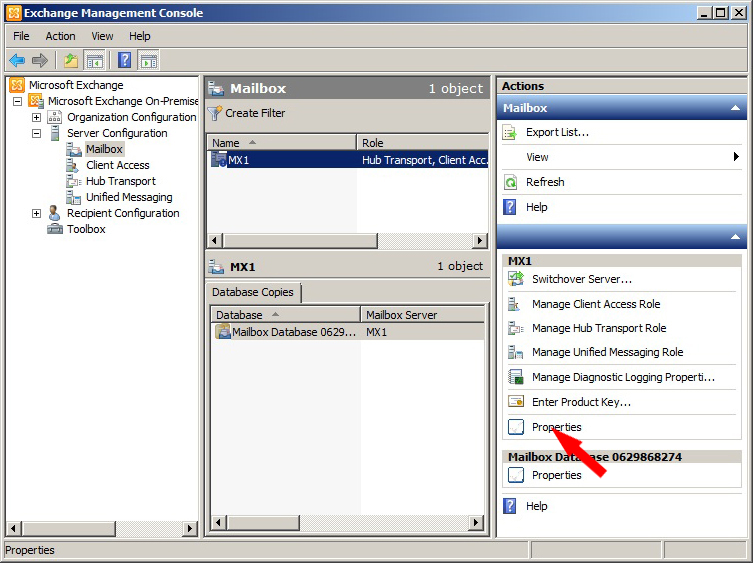 Exchange Management Console
File Action View Help
Microsoft Exchange
Microsoft Exchange On-Premise
Organization Configuration
Server Configuration
Mailbox
Client Access
Hub Transport
Unified Messaging
Recipient Configuration
Toolbox
Mailbox 1 object
Create Filter
Name Role
MX1 Hub Transport, Client Acc...
MX1 1 object
Database Copies
Database Mailbox Server
Mailbox Database 0629... MX1
Actions
Mailbox
Export List...
View
Refresh
Help
MX1
Switchover Server...
Manage Client Access Role
Manage Hub Transport Role
Manage Unified Messaging Role
Manage Diagnostic Logging Properti...
Enter Product Key...
Properties
Mailbox Database 0629868274
Properties
Help
Properties